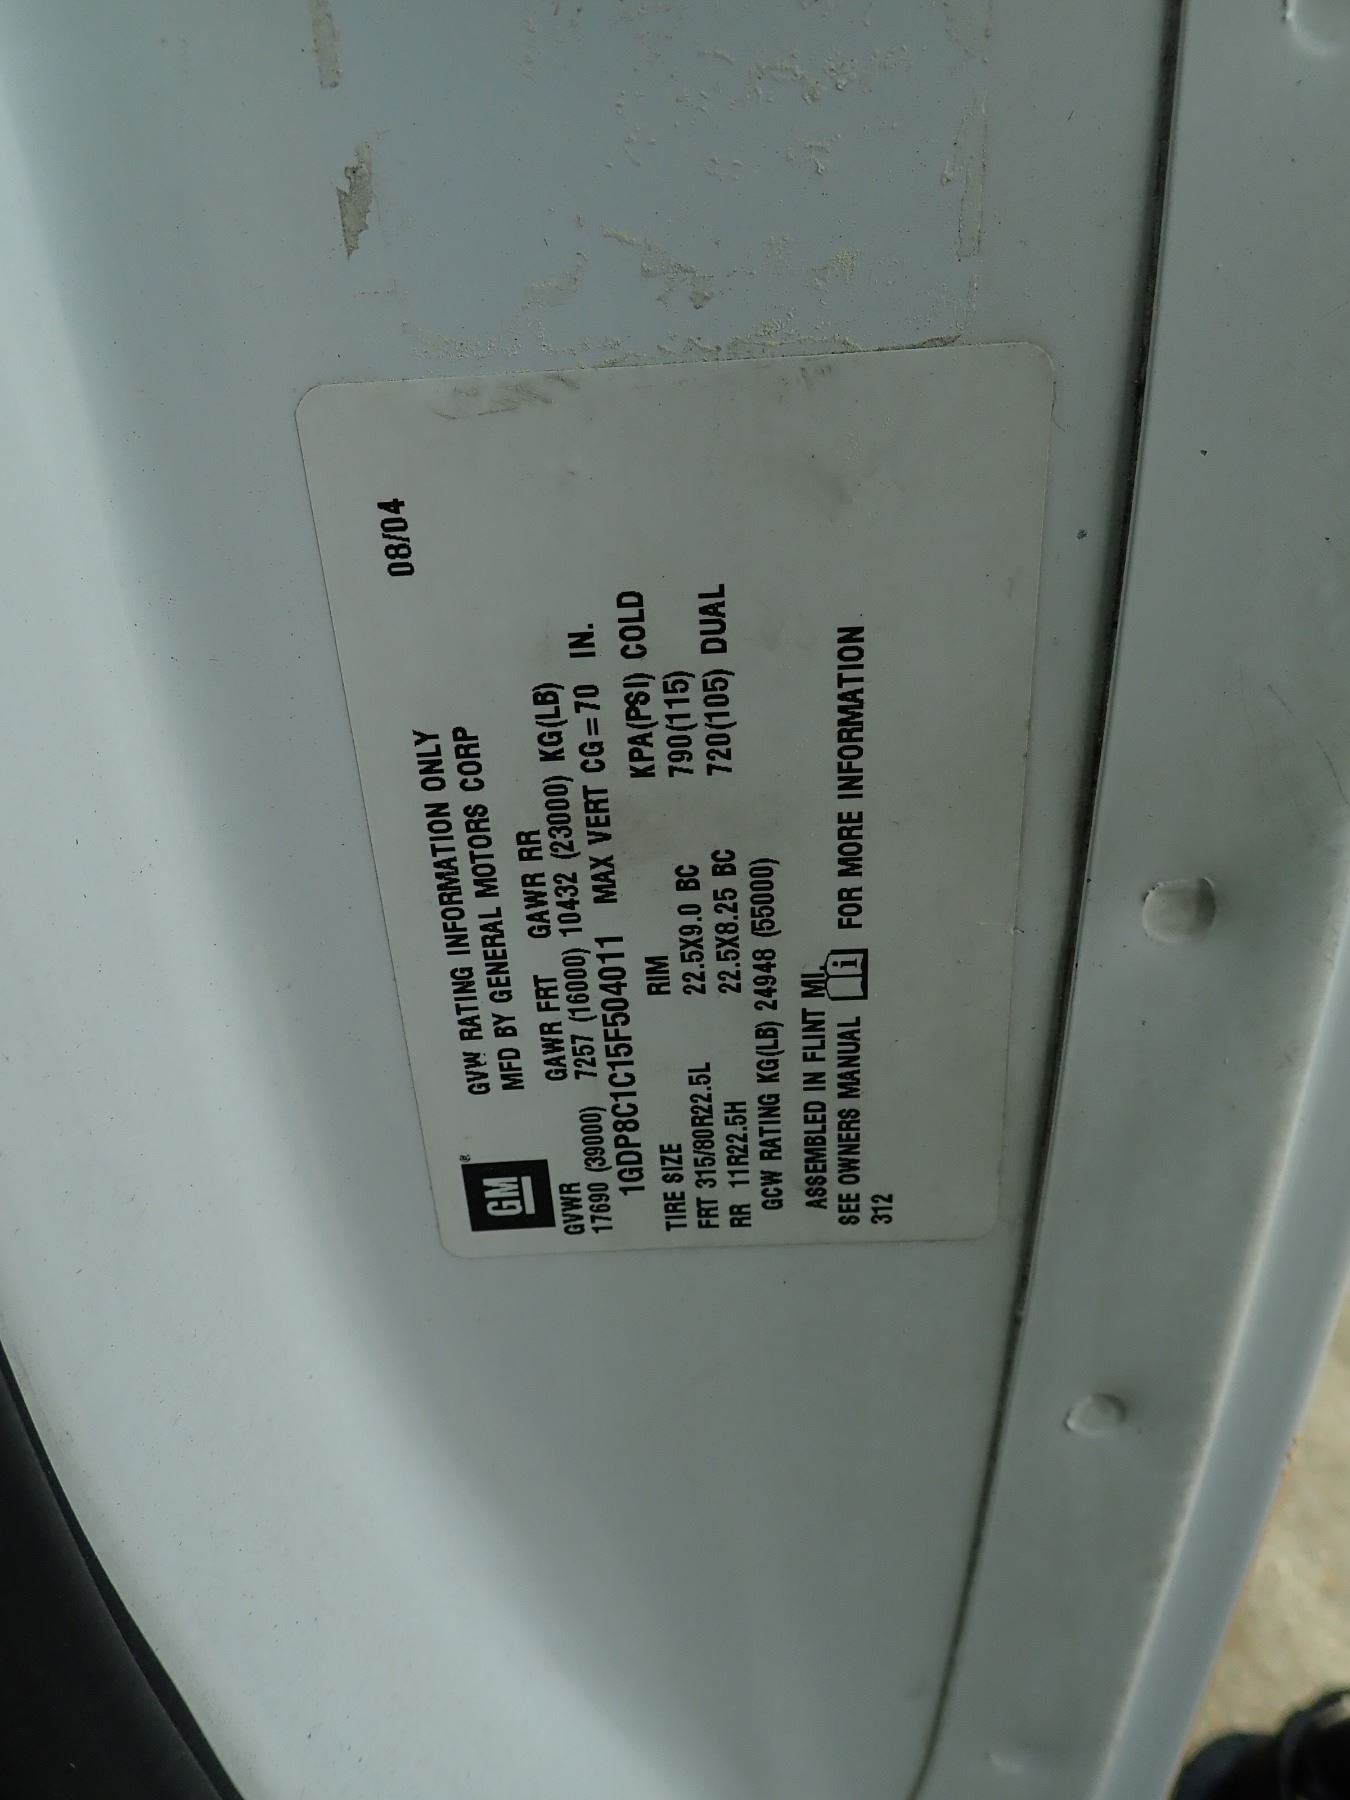 08/04
GM ®
GVW RATING INFORMATION ONLY
MFD BY GENERAL MOTORS CORP
GVWR GAWR FRT GAWR RR
17690 (39000) 7257 (16000) 10432 (23000) KG(LB)
1GDP8C1C15F504011 MAX VERT CG=70 IN.
TIRE SIZE RIM KPA(PSI) COLD
FRT 315/80R22.5L 22.5X9.0 BC 790(115)
RR 11R22.5H 22.5X8.25 BC 720(105) DUAL
GCW RATING KG(LB) 24948 (55000)
ASSEMBLED IN FLINT MI.
SEE OWNERS MANUAL i FOR MORE INFORMATION
312